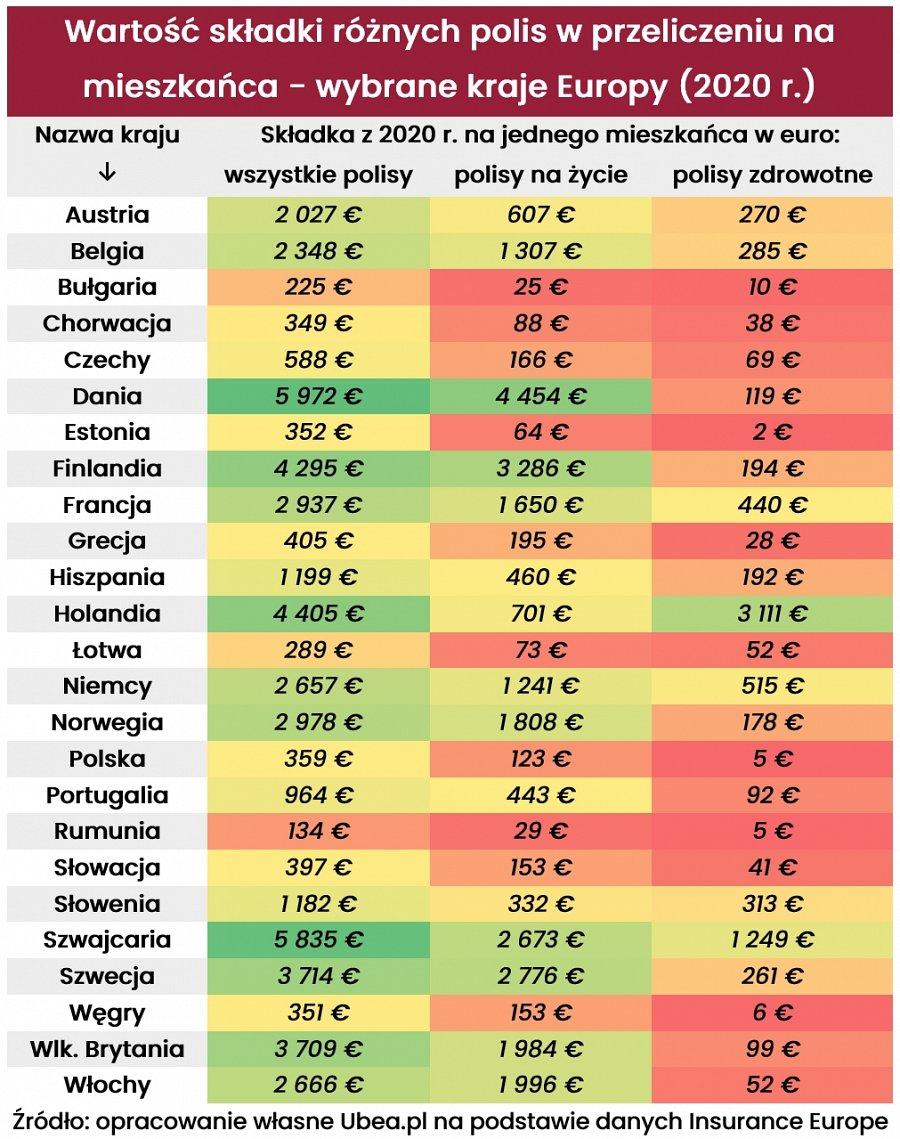 Wartość składki różnych polis w przeliczeniu na
mieszkańca - wybrane kraje Europy (2020 r.)
Nazwa kraju Składka z 2020 r. na jednego mieszkańca w euro:
↓ wszystkie polisy polisy na życie polisy zdrowotne
Austria 2 027 € 607 € 270 €
Belgia 2 348 € 1 307 € 285 €
Bułgaria 225 € 25 € 10 €
Chorwacja 349 € 88 € 38 €
Czechy 588 € 166 € 69 €
Dania 5 972 € 4 454 € 119 €
Estonia 352 € 64 € 2 €
Finlandia 4 295 € 3 286 € 194 €
Francja 2 937 € 1 650 € 440 €
Grecja 405 € 195 € 28 €
Hiszpania 1 199 € 460 € 192 €
Holandia 4 405 € 701 € 3 111 €
Łotwa 289 € 73 € 52 €
Niemcy 2 657 € 1 241 € 515 €
Norwegia 2 978 € 1 808 € 178 €
Polska 359 € 123 € 5 €
Portugalia 964 € 443 € 92 €
Rumunia 134 € 29 € 5 €
Słowacja 397 € 153 € 41 €
Słowenia 1 182 € 332 € 313 €
Szwajcaria 5 835 € 2 673 € 1 249 €
Szwecja 3 714 € 2 776 € 261 €
Węgry 351 € 153 € 6 €
Wlk. Brytania 3 709 € 1 984 € 99 €
Włochy 2 666 € 1 996 € 52 €
Źródło: opracowanie własne Ubea.pl na podstawie danych Insurance Europe